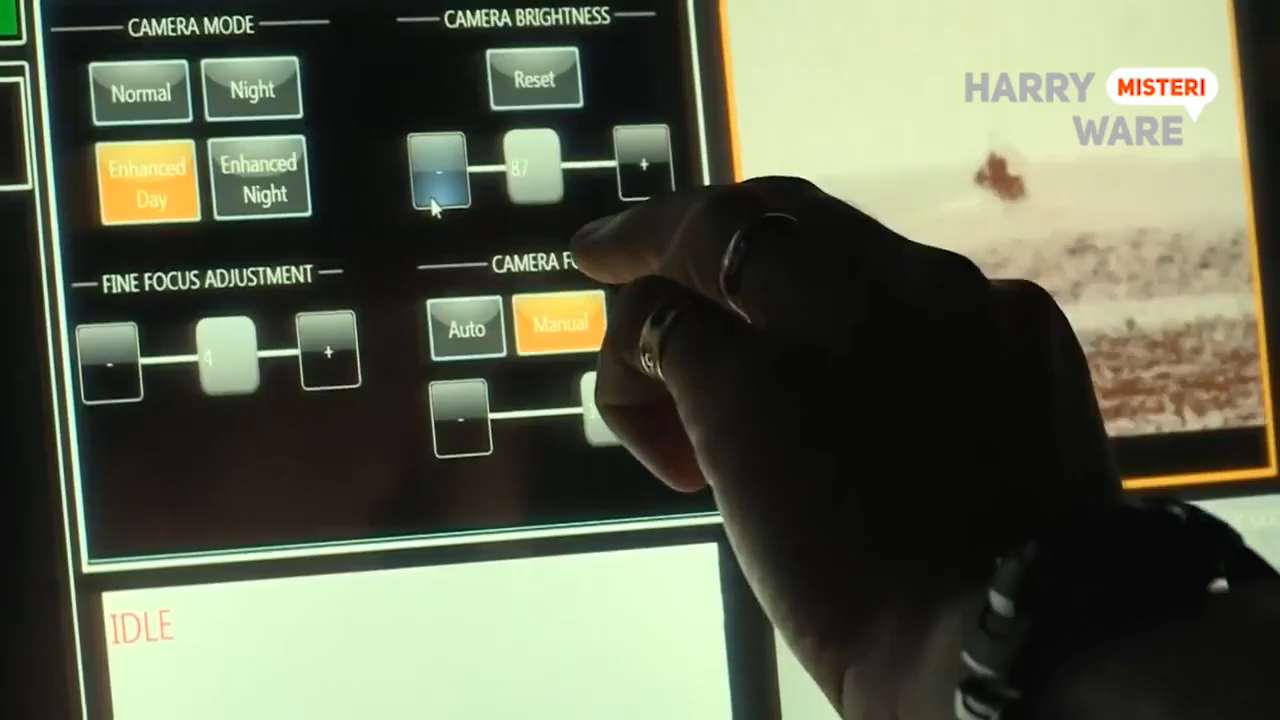 CAMERA MODE
CAMERA BRIGHTNESS
Normal
Night
Reset
Enhanced
Day
Enhanced
Night
-
87
+
FINE FOCUS ADJUSTMENT
CAMERA
Auto
Manual
-
4
+
-
IDLE
HARRY MISTERI
WARE